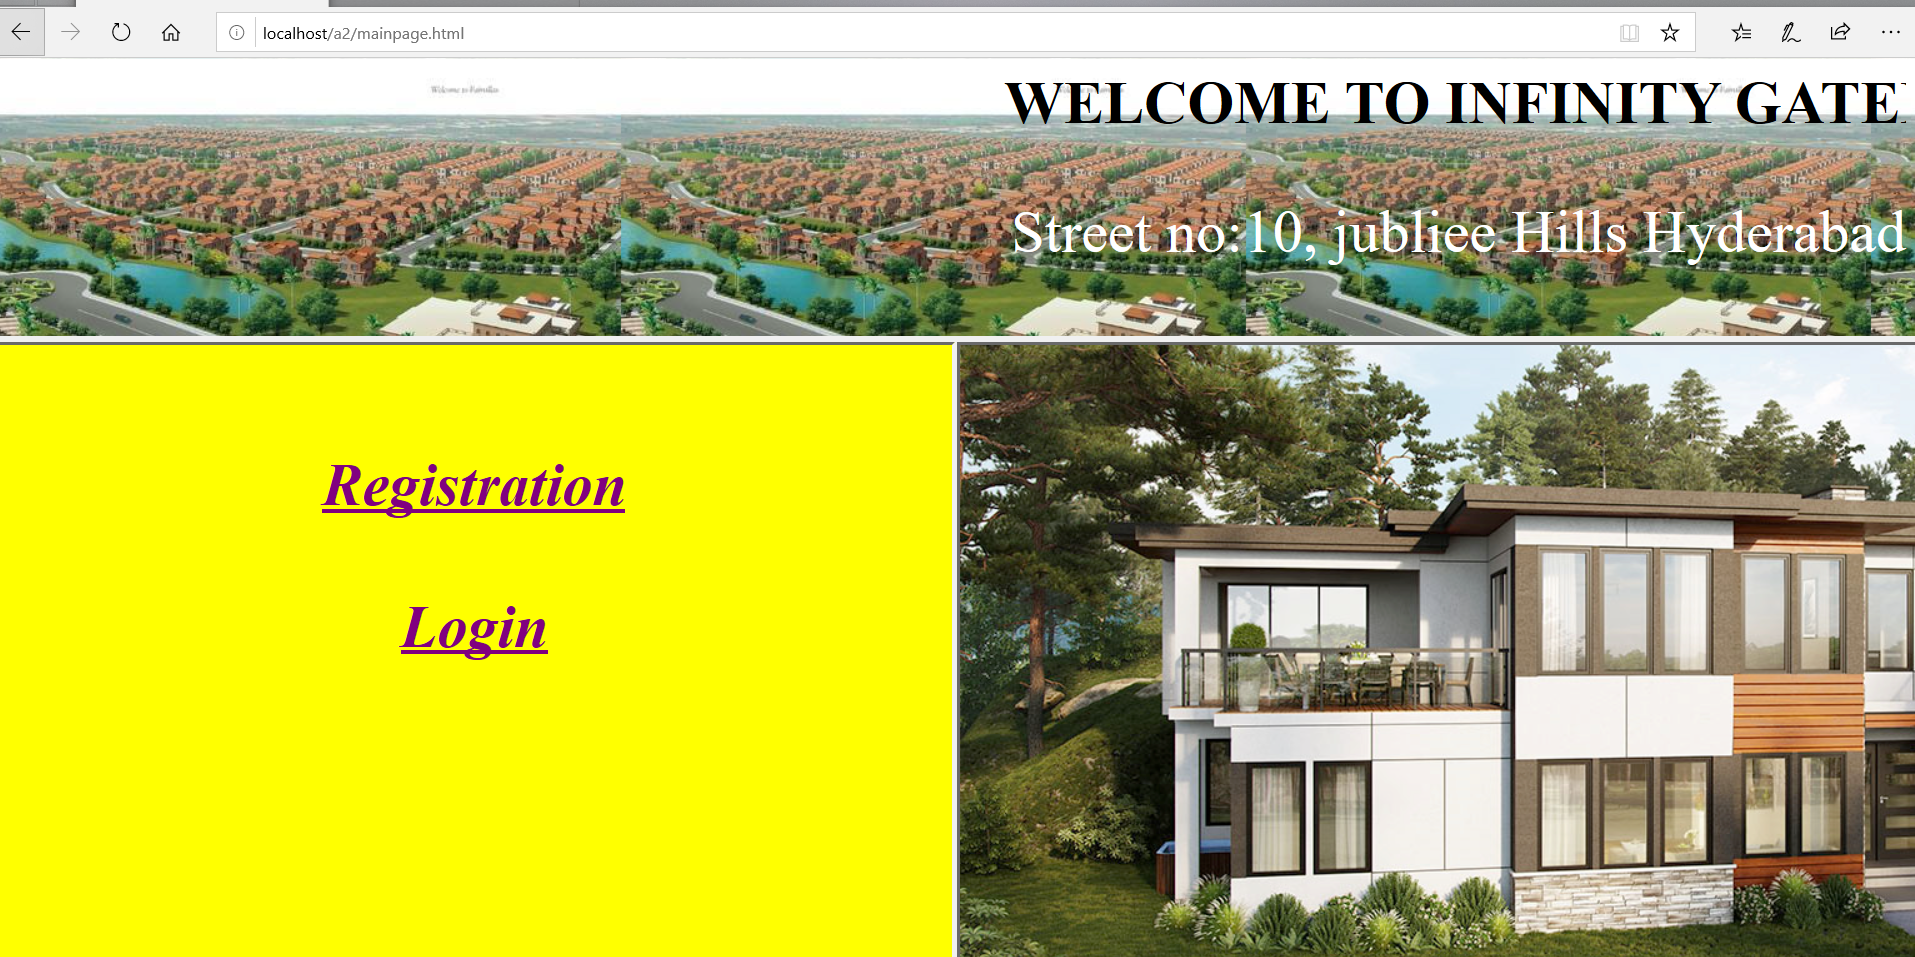 localhost/a2/mainpage.html
WELCOME TO INFINITY GATE
Street no:10, jubliee Hills Hyderabad
Registration
Login